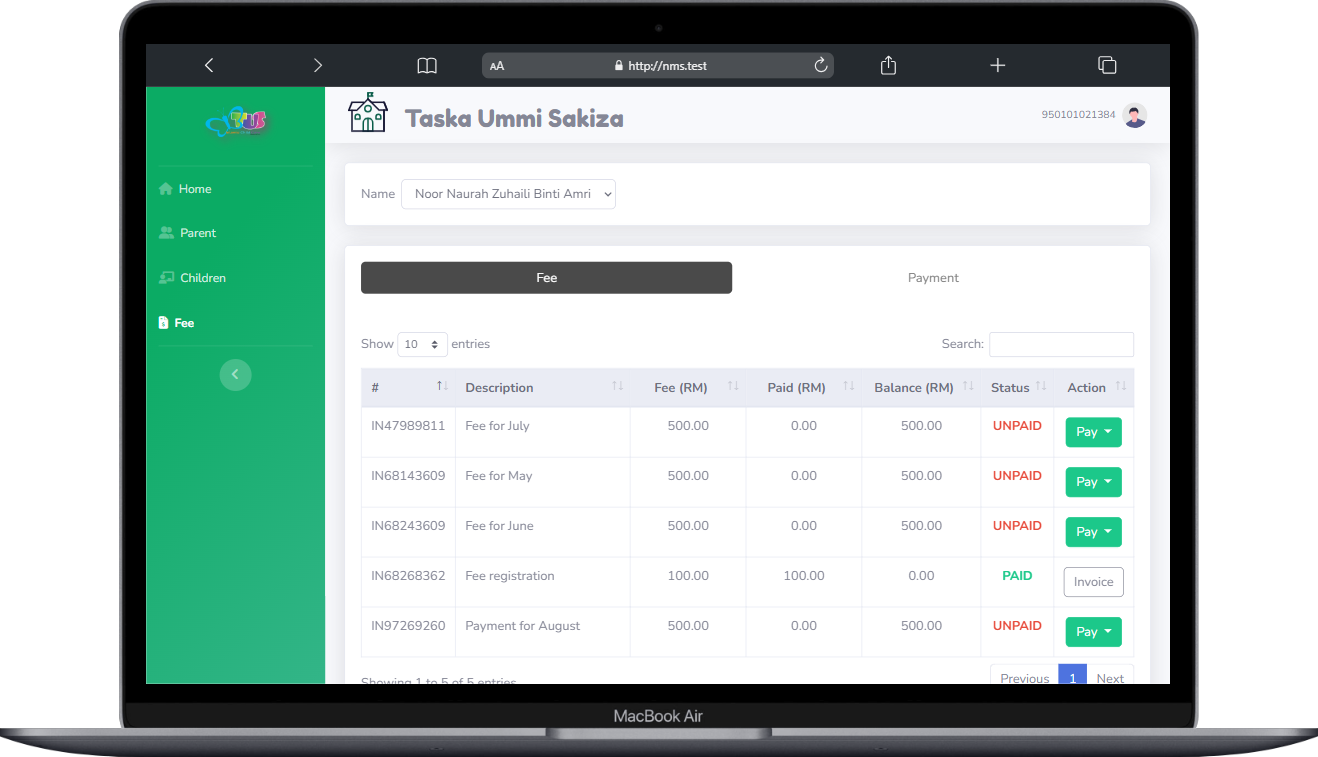 AA http://nms.test
TUS
Taska Ummi Sakiza
950101021384
Home
Parent
Children
Fee
Name Noor Naurah Zuhaili Binti Amri
Fee Payment
Show 10 entries Search:
# Description Fee (RM) Paid (RM) Balance (RM) Status Action
IN47989811 Fee for July 500.00 0.00 500.00 UNPAID Pay
IN68143609 Fee for May 500.00 0.00 500.00 UNPAID Pay
IN68243609 Fee for June 500.00 0.00 500.00 UNPAID Pay
IN68268362 Fee registration 100.00 100.00 0.00 PAID Invoice
IN97269260 Payment for August 500.00 0.00 500.00 UNPAID Pay
Showing 1 to 5 of 5 entries Previous 1 Next
MacBook Air